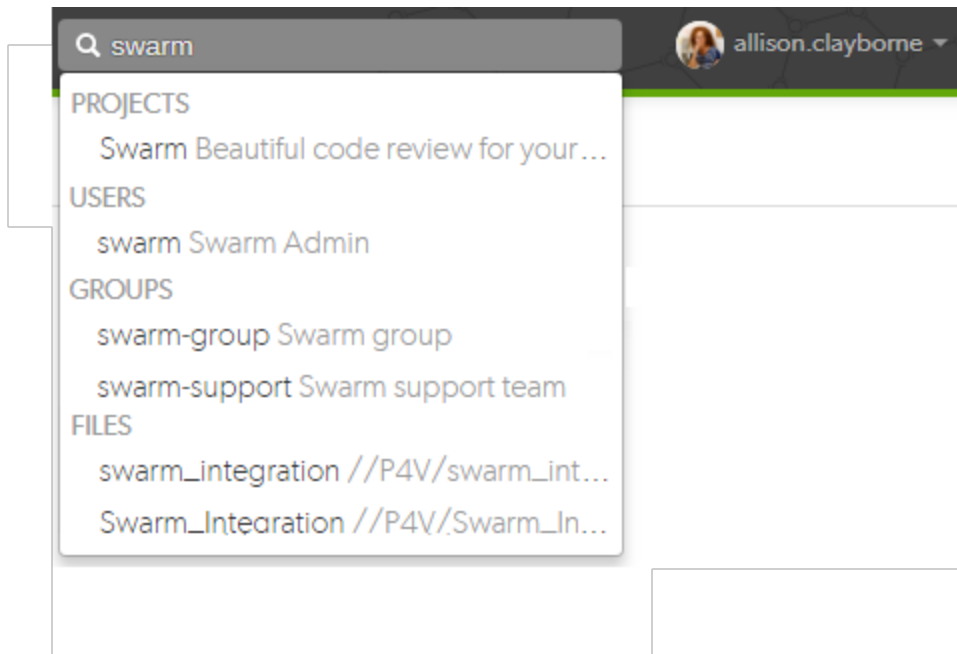 swarm
allison.clayborne
PROJECTS
Swarm Beautiful code review for your...
USERS
swarm Swarm Admin
GROUPS
swarm-group Swarm group
swarm-support Swarm support team
FILES
swarm_integration //P4V/swarm_int...
Swarm_Integration //P4V/Swarm_In...